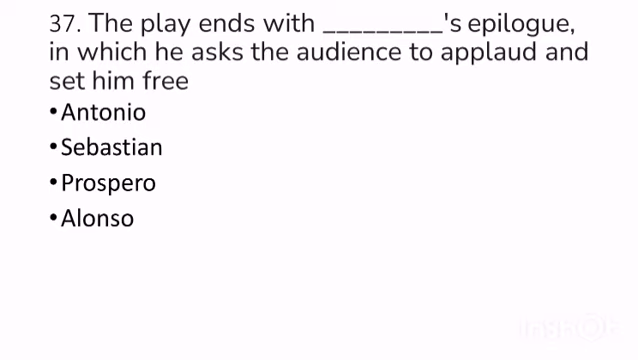 37. The play ends with _________'s epilogue,
in which he asks the audience to applaud and
set him free
•Antonio
•Sebastian
•Prospero
•Alonso